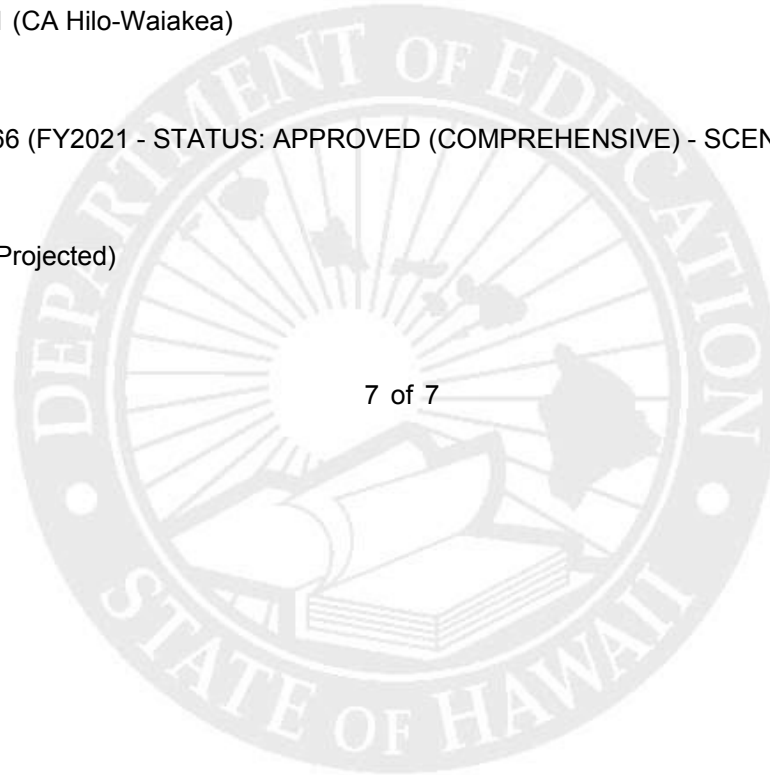 (CA Hilo-Waiakea)
66 (FY2021 - STATUS: APPROVED (COMPREHENSIVE) - SCEN
Projected)
7 of 7
DEPARTMENT OF EDUCATION
STATE OF HAWAII